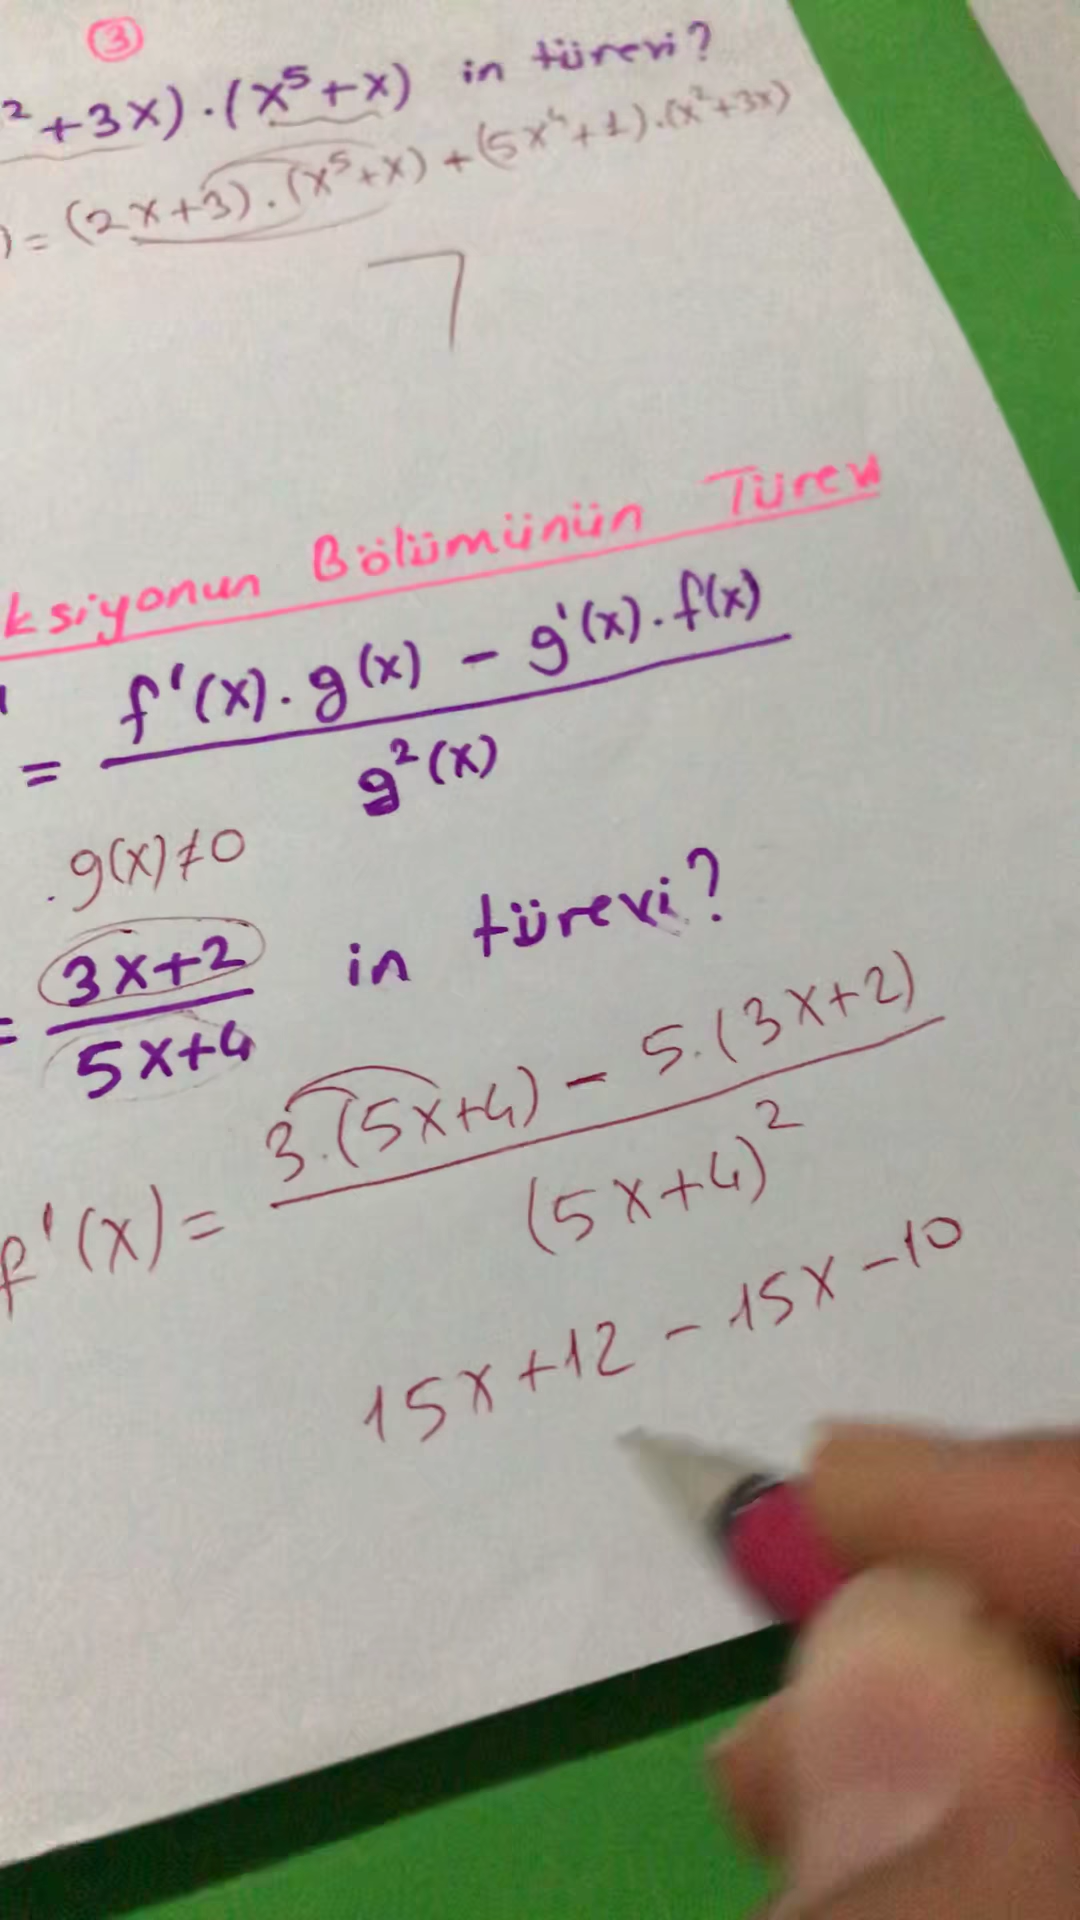 3
²+3x).(x⁵+x) in türevi?
)=(2x+3).(x⁵+x)+(5x⁴+1).(x²+3x)
ksiyonun Bölümünün Türevi
= f'(x).g(x) - g'(x).f(x)
g²(x)
.g(x)≠0
= 3x+2 in türevi?
5x+4
f'(x)= 3.(5x+4) - 5.(3x+2)
(5x+4)²
15x+12-15x-10